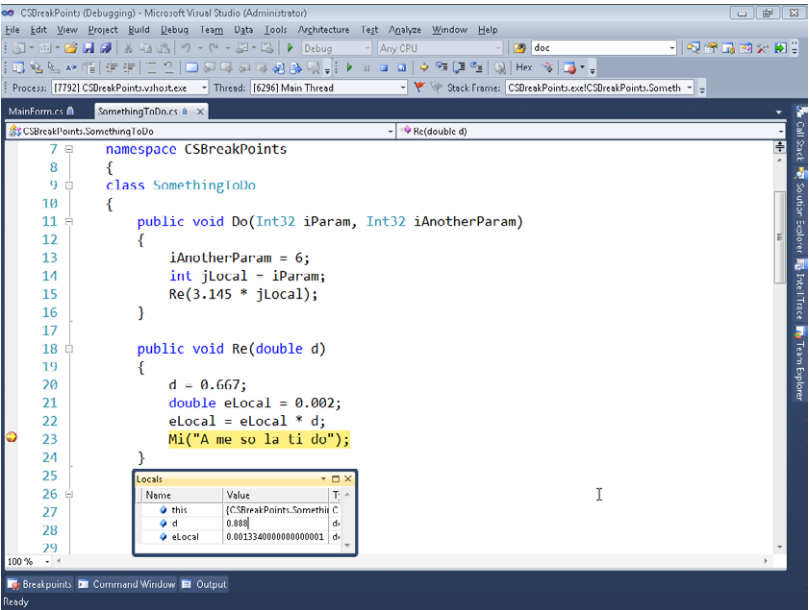 CSBreakPoints (Debugging) - Microsoft Visual Studio (Administrator)
File Edit View Project Build Debug Team Data Tools Architecture Test Analyze Window Help
Debug Any CPU doc
Hex
Process: [7792] CSBreakPoints.vshost.exe Thread: [6296] Main Thread Stack Frame: CSBreakPoints.exe!CSBreakPoints.Someth
MainForm.cs SomethingToDo.cs
CSBreakPoints.SomethingToDo Re(double d)
7 namespace CSBreakPoints
8 {
9 class SomethingToDo
10 {
11 public void Do(Int32 iParam, Int32 iAnotherParam)
12 {
13 iAnotherParam = 6;
14 int jLocal = iParam;
15 Re(3.145 * jLocal);
16 }
17
18 public void Re(double d)
19 {
20 d = 0.667;
21 double eLocal = 0.002;
22 eLocal = eLocal * d;
23 Mi("A me so la ti do");
24 }
25
26
27
28
29
Locals
Name Value T
this {CSBreakPoints.Somethin C
d 0.888 d
eLocal 0.0013340000000000001 d
100 %
Breakpoints Command Window Output
Ready
Call Stack
Solution Explorer
IntelliTrace
Team Explorer